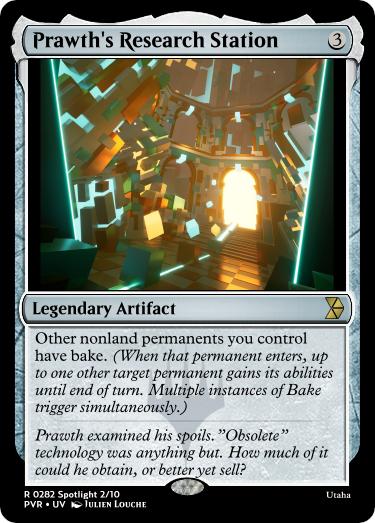 Prawth's Research Station 3
Legendary Artifact
Other nonland permanents you control
have bake. (When that permanent enters, up
to one other target permanent gains its abilities
until end of turn. Multiple instances of Bake
trigger simultaneously.)
Prawth examined his spoils. "Obsolete"
technology was anything but. How much of it
could he obtain, or better yet sell?
R 0282 Spotlight 2/10
PVR • UV Julien Louche
Utaha